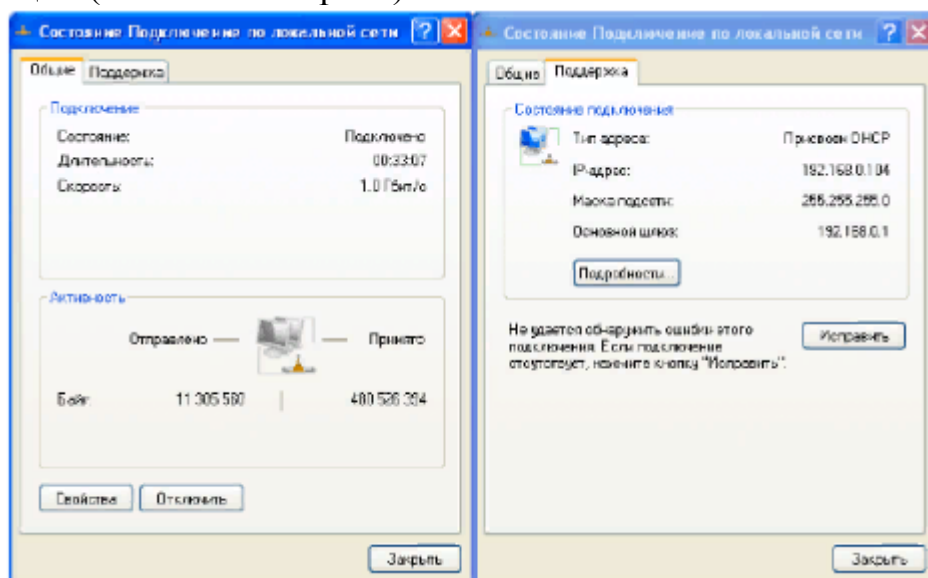 Состояние Подключение по локальной сети
Общие Поддержка
Подключение
Состояние: Подключено
Длительность: 00:33:07
Скорость: 1.0 Гбит/с
Активность
Отправлено — — Принято
Байт: 11 305 560 | 480 526 394
Свойства Отключить
Закрыть
Состояние Подключение по локальной сети
Общие Поддержка
Состояние подключения
Тип адреса: Присвоен DHCP
IP-адрес: 192.168.0.104
Маска подсети: 255.255.255.0
Основной шлюз: 192.168.0.1
Подробности...
Не удается обнаружить ошибки этого
подключения. Если подключение
отсутствует, нажмите кнопку "Исправить".
Исправить
Закрыть